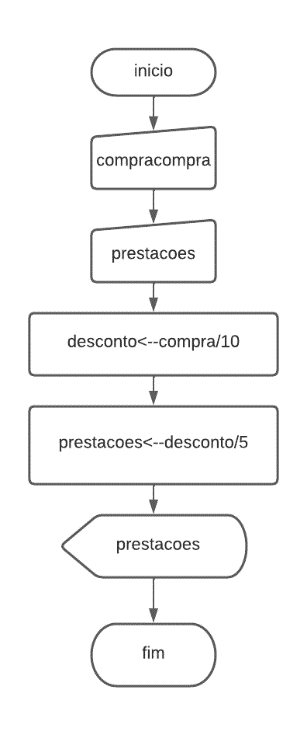 inicio
compracompra
prestacoes
desconto<--compra/10
prestacoes<--desconto/5
prestacoes
fim